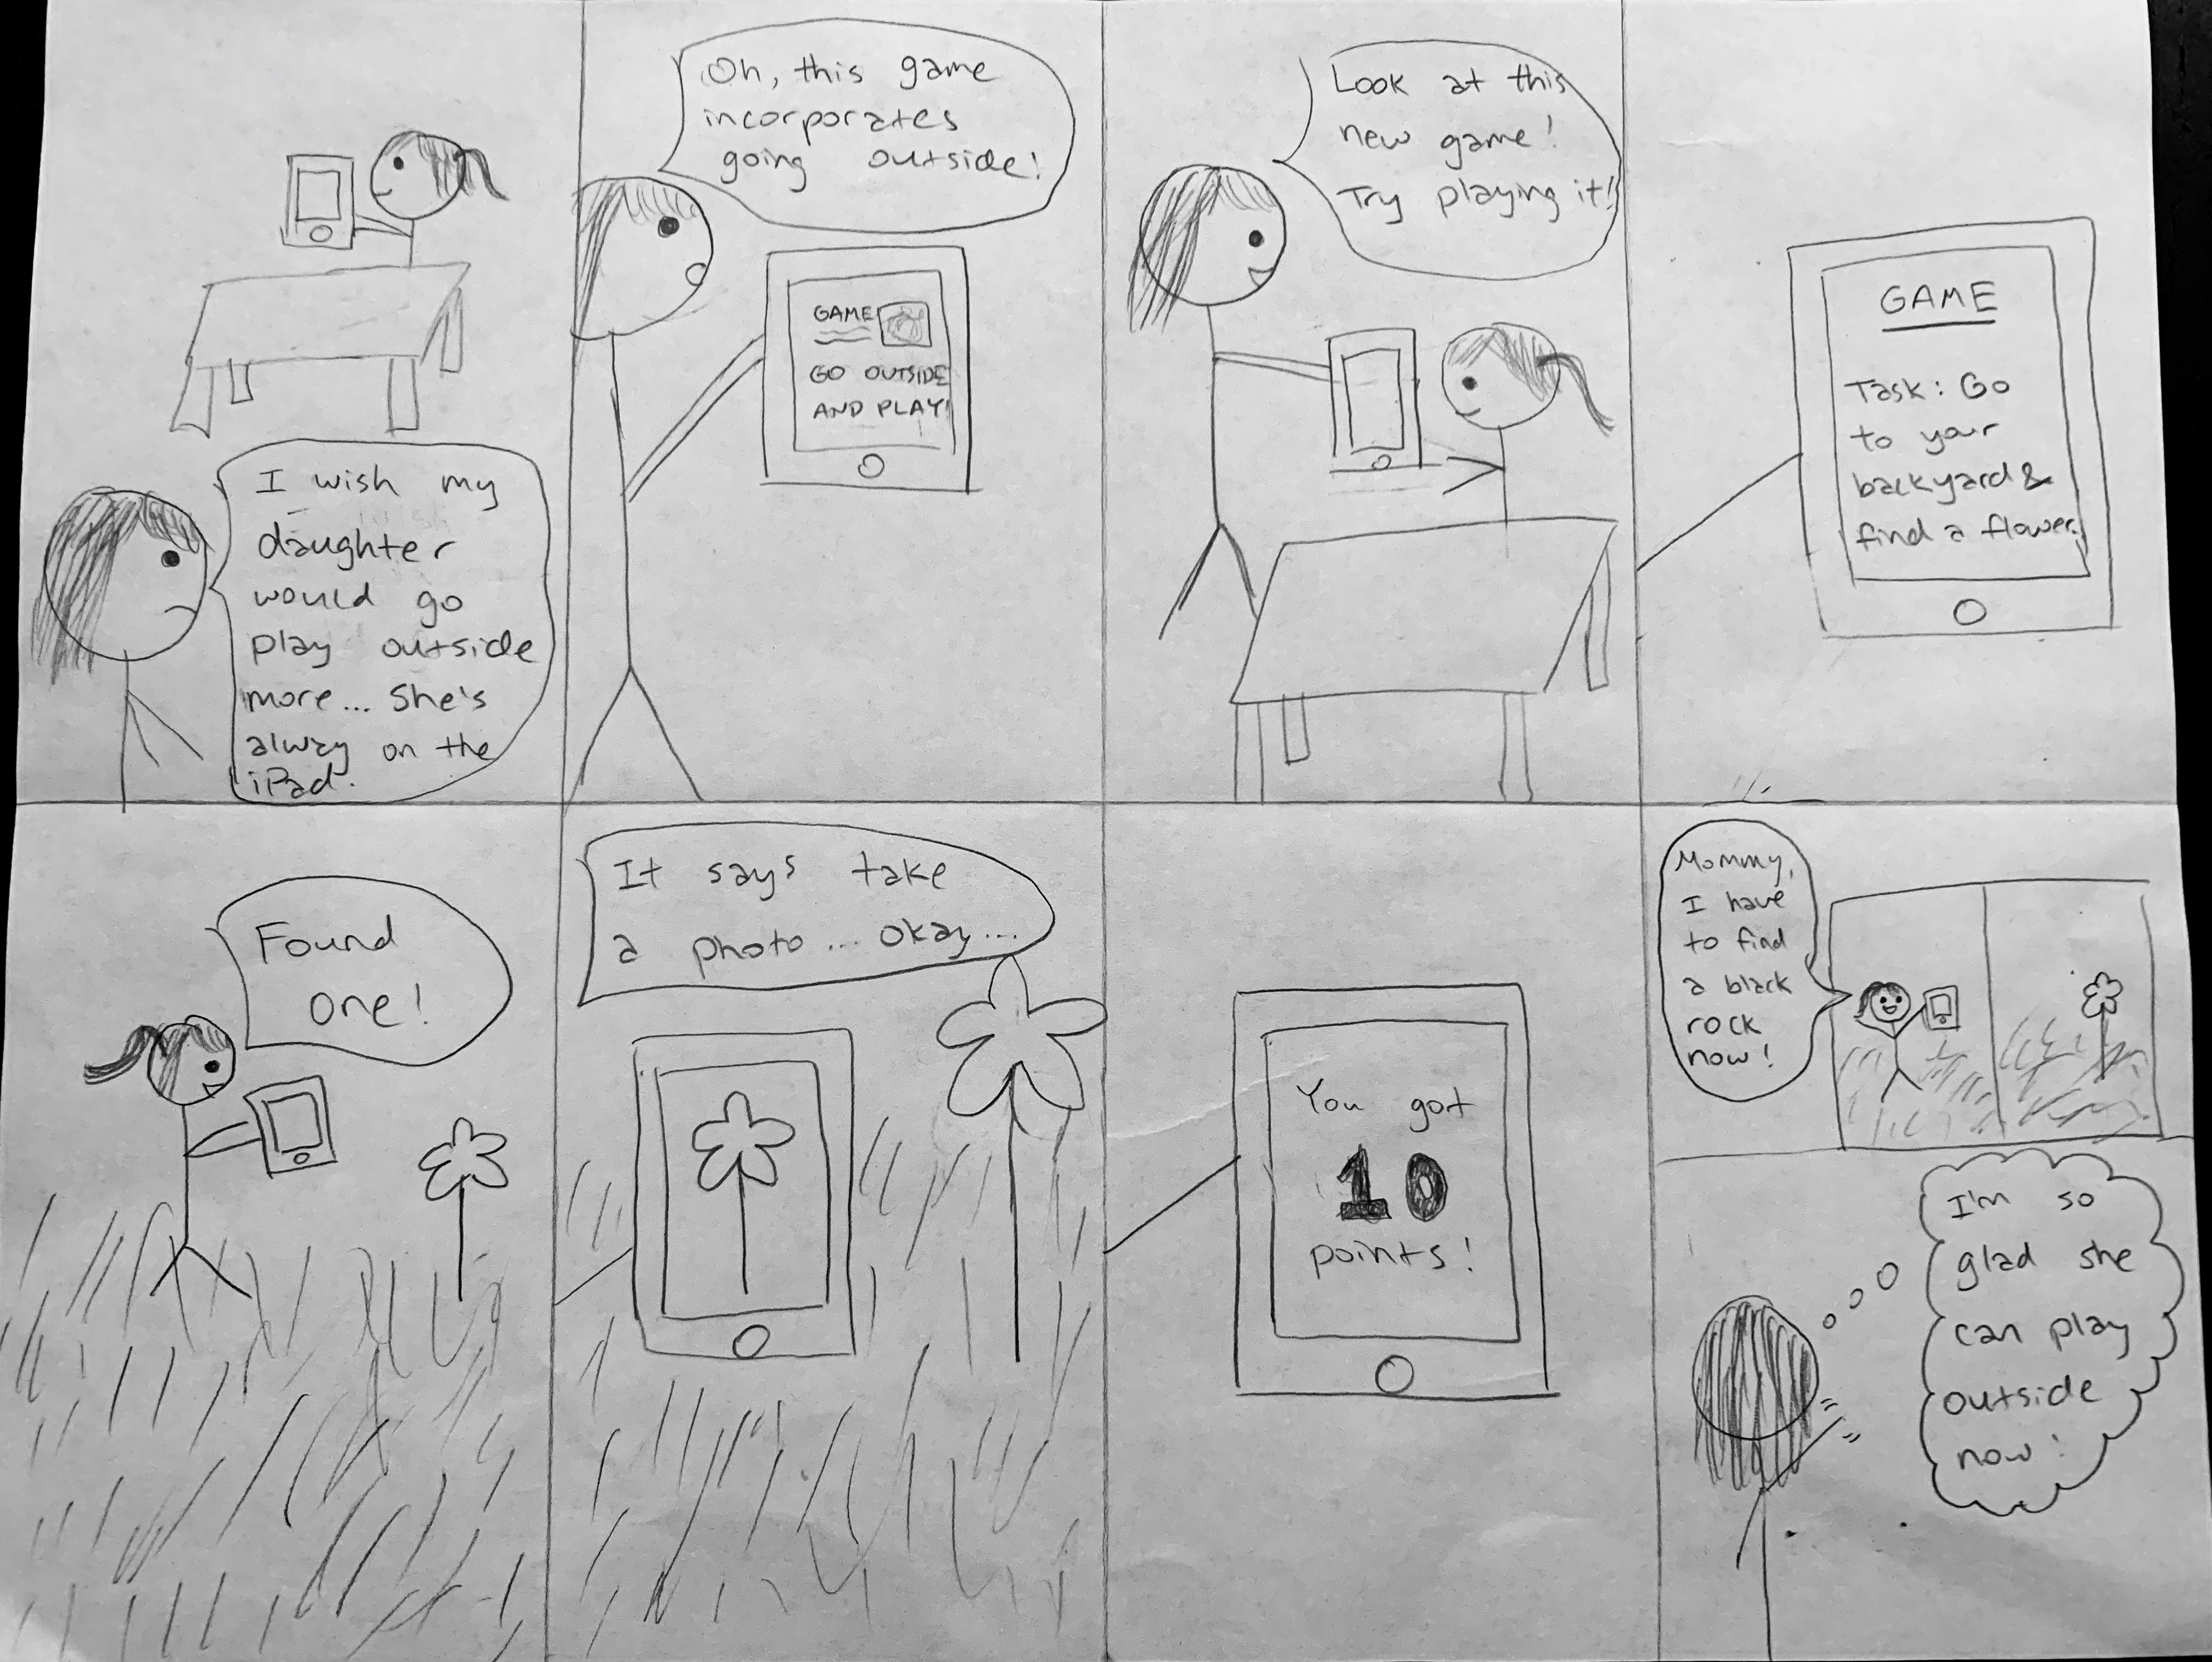 I wish my
daughter
would go
play outside
more... She's
alway on the
iPad.
Oh, this game
incorporates
going outside!
GAME
GO OUTSIDE
AND PLAY!
Look at this
new game!
Try playing it!
GAME
Task: Go
to your
backyard &
find a flower.
Found
one!
It says take
a photo... okay...
You got
10
points!
Mommy,
I have
to find
a black
rock
now!
I'm so
glad she
can play
outside
now!